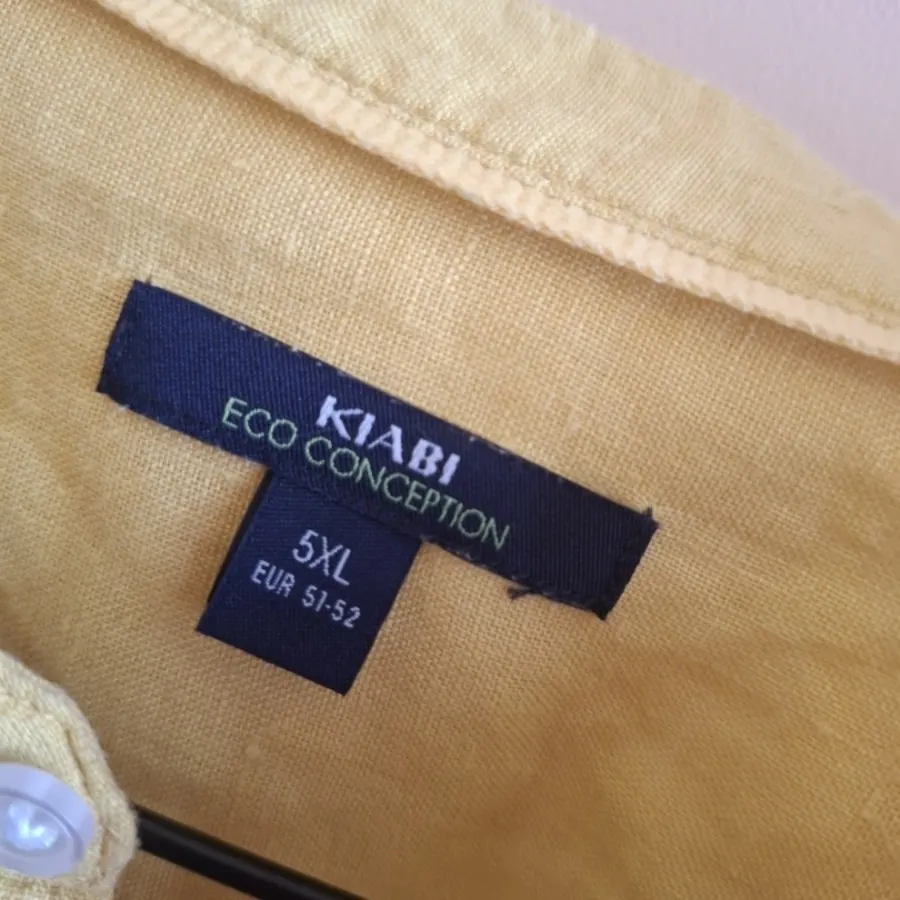 KIABI
ECO CONCEPTION
5XL
EUR 51-52